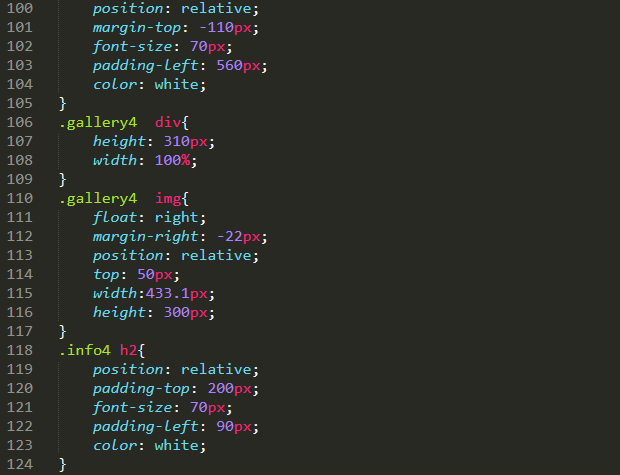 100 position: relative;
101 margin-top: -110px;
102 font-size: 70px;
103 padding-left: 560px;
104 color: white;
105 }
106 .gallery4  div{
107 height: 310px;
108 width: 100%;
109 }
110 .gallery4  img{
111 float: right;
112 margin-right: -22px;
113 position: relative;
114 top: 50px;
115 width:433.1px;
116 height: 300px;
117 }
118 .info4 h2{
119 position: relative;
120 padding-top: 200px;
121 font-size: 70px;
122 padding-left: 90px;
123 color: white;
124 }